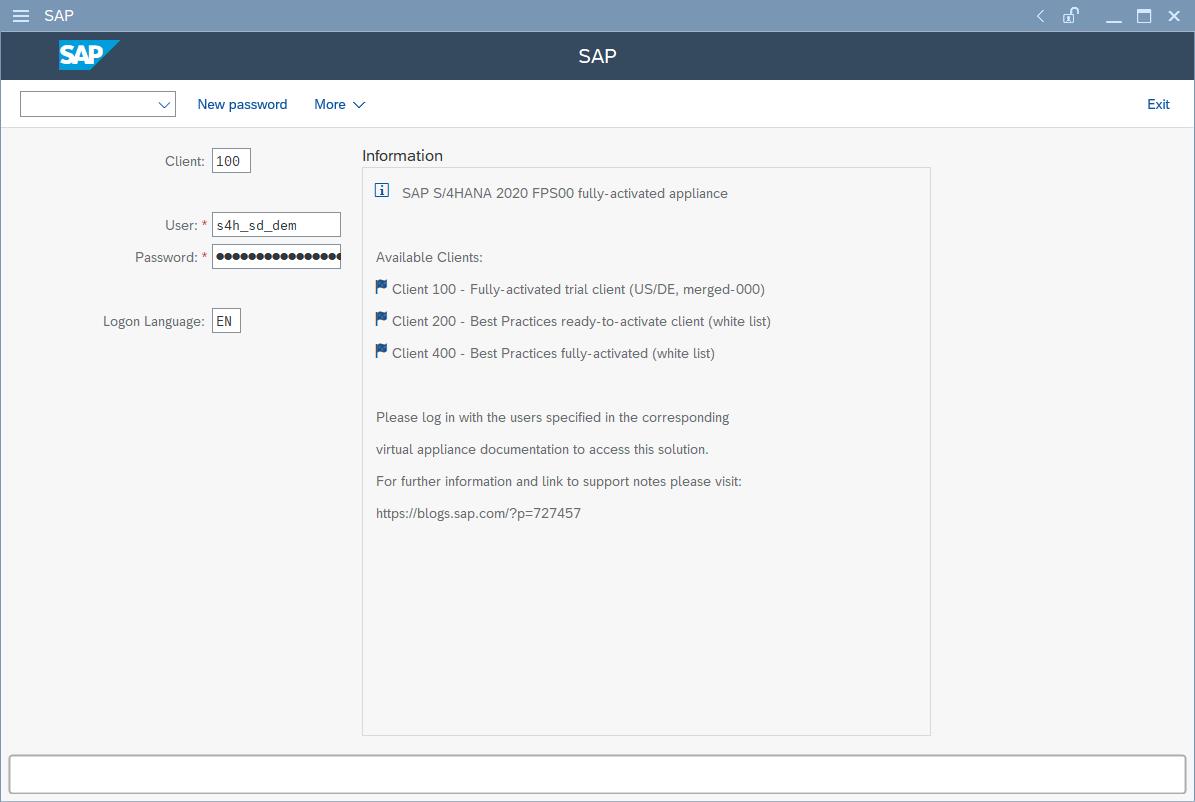 SAP
SAP
SAP
New password
More
Exit
Client: 100
Information
SAP S/4HANA 2020 FPS00 fully-activated appliance
User: * s4h_sd_dem
Available Clients:
Password: * ●●●●●●●●●●●●●●●●
Client 100 - Fully-activated trial client (US/DE, merged-000)
Logon Language: EN
Client 200 - Best Practices ready-to-activate client (white list)
Client 400 - Best Practices fully-activated (white list)
Please log in with the users specified in the corresponding
virtual appliance documentation to access this solution.
For further information and link to support notes please visit:
https://blogs.sap.com/?p=727457